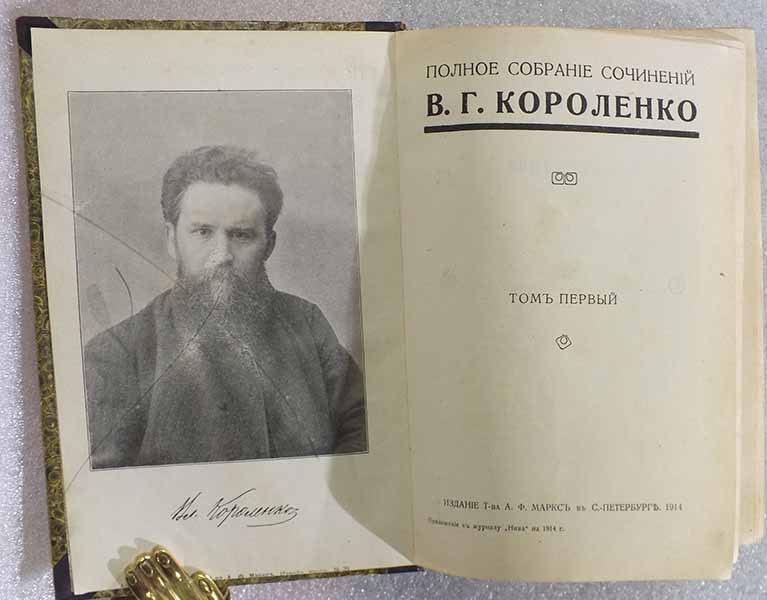 Вл. Короленко
ПОЛНОЕ СОБРАНІЕ СОЧИНЕНІЙ
В. Г. КОРОЛЕНКО
ТОМЪ ПЕРВЫЙ
ИЗДАНІЕ Т-ва А. Ф. МАРКСЪ въ С.-ПЕТЕРБУРГѢ. 1914
Приложеніе къ журналу „Нива“ на 1914 г.